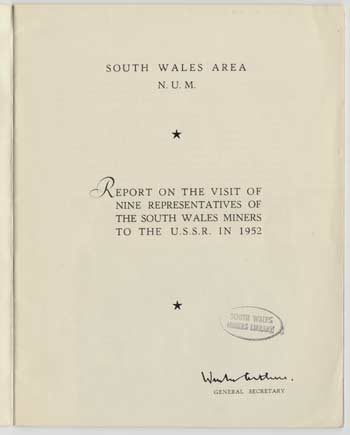 SOUTH WALES AREA
N. U. M.
REPORT ON THE VISIT OF
NINE REPRESENTATIVES OF
THE SOUTH WALES MINERS
TO THE U.S.S.R. IN 1952
SOUTH WALES
MINERS LIBRARY
GENERAL SECRETARY